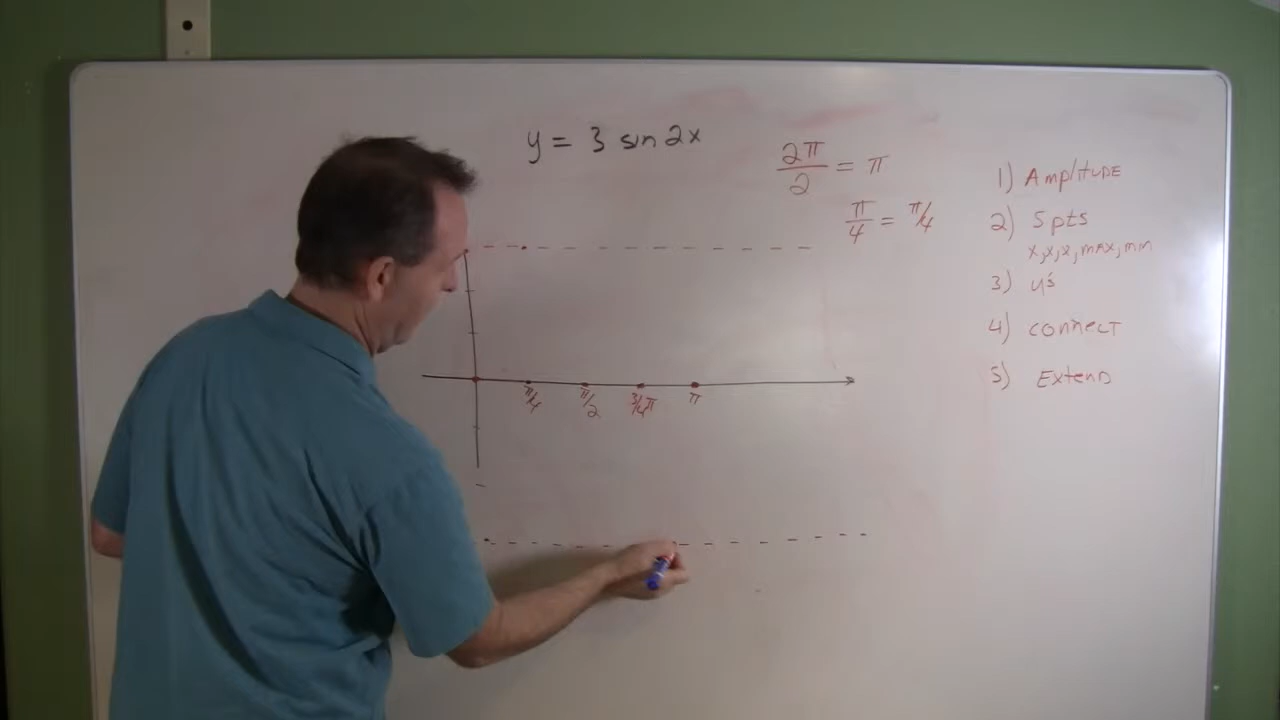 y = 3 sin 2x
2π/2 = π
π/4 = π/4
1) AmplITUDE
2) 5 pts
x,x,x,max,min
3) y's
4) connect
5) ExtenD
π/4 π/2 3/4π π